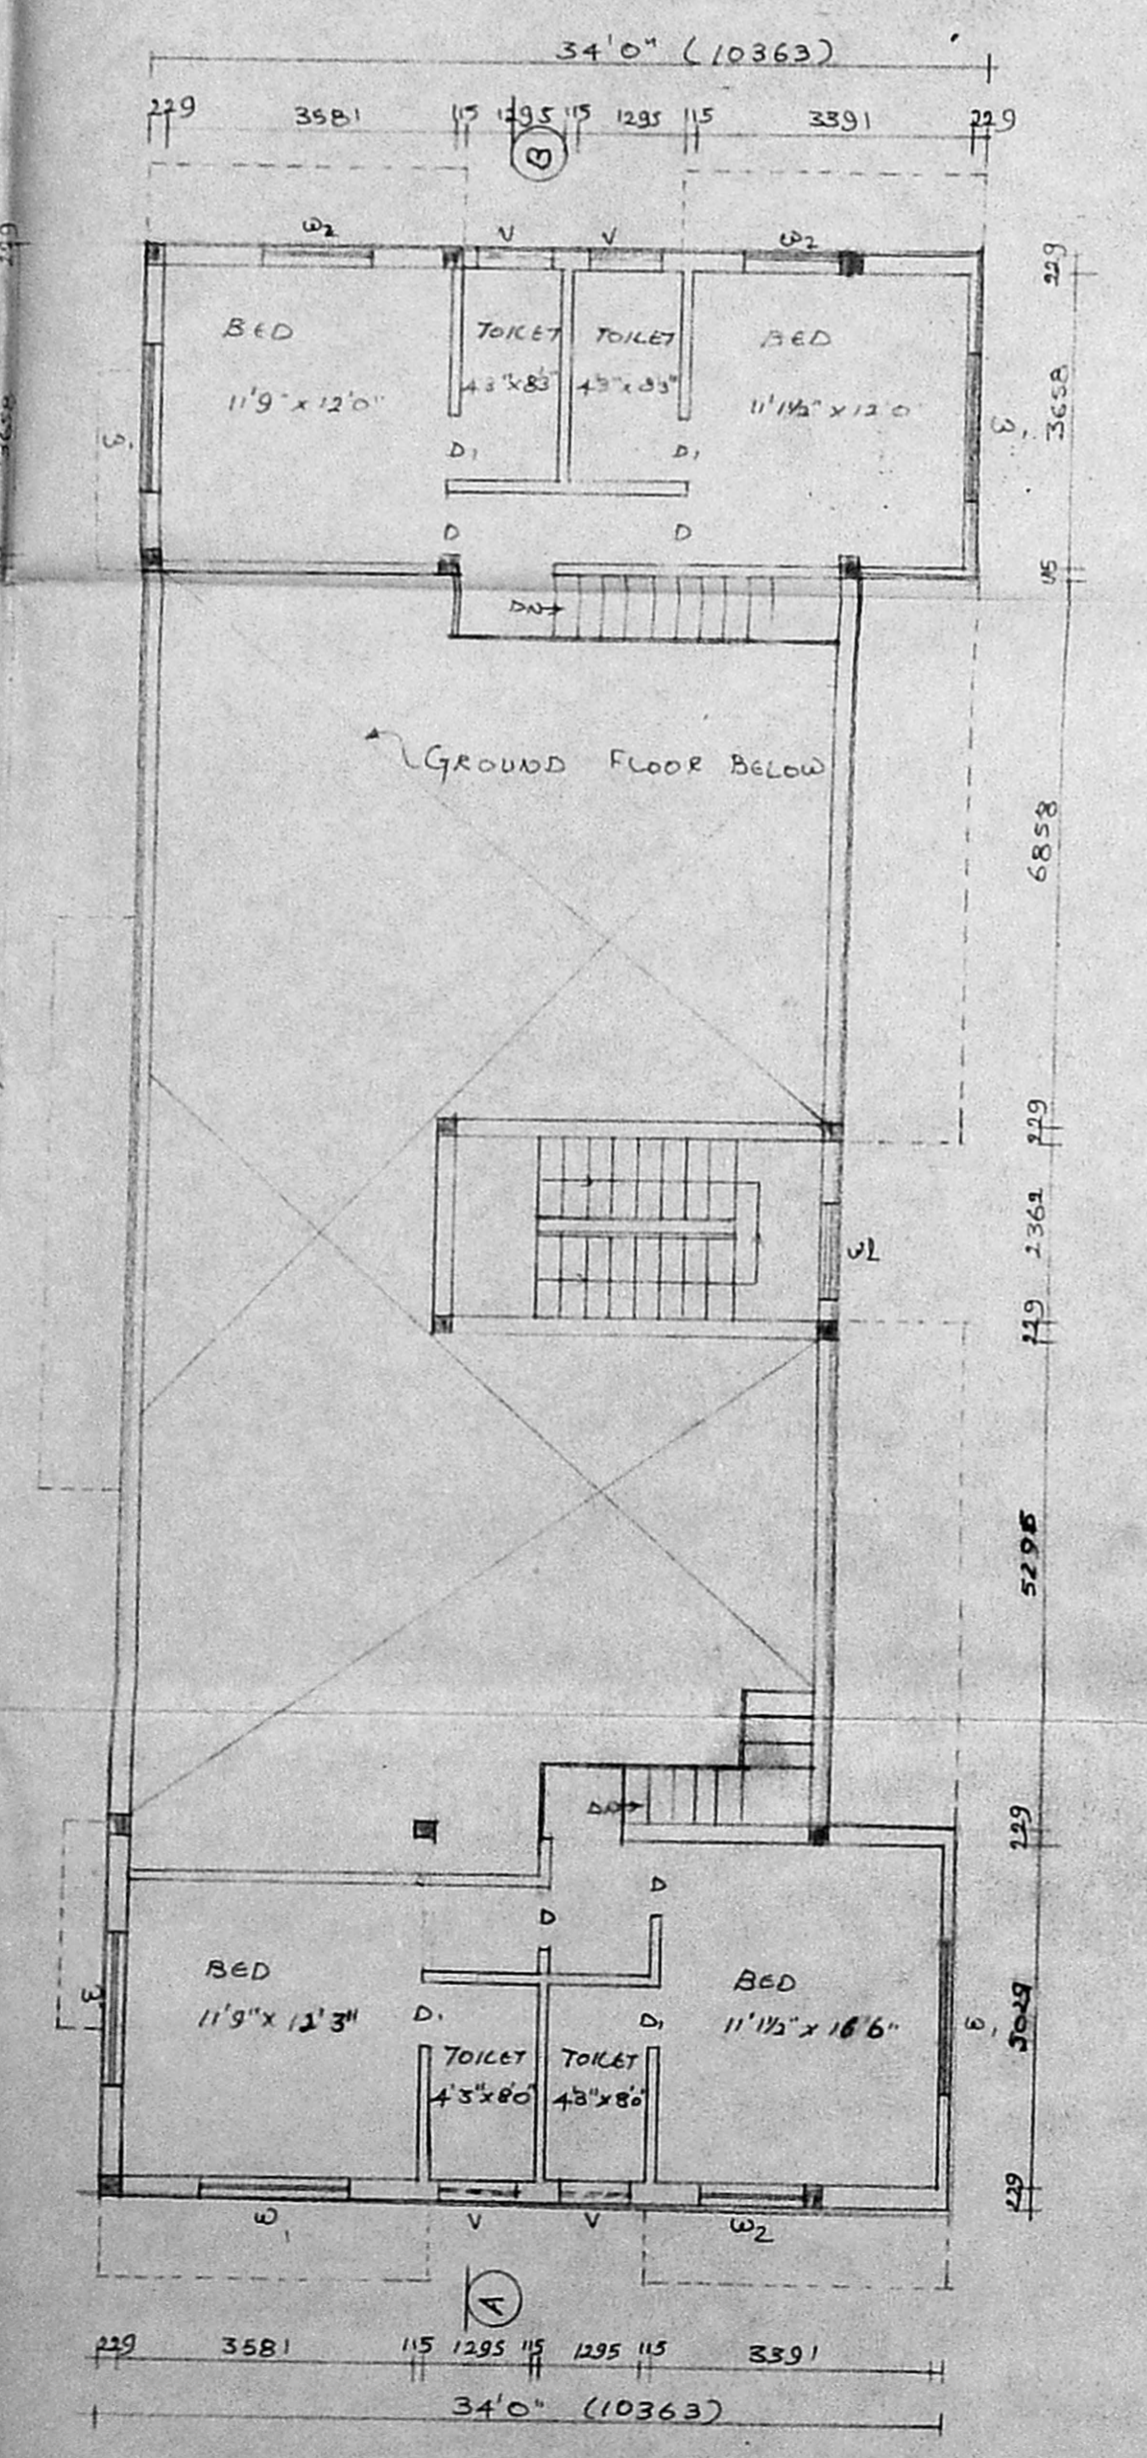 34'0" (10363)
229 3581 115 1295 115 1295 115 3391 229
B
W2 V V W2
229
BED TOILET TOILET BED
4'3"x8'3" 4'3"x8'3"
11'9" x 12'0" 11'1½" x 12'0
3658
3658
W1 D1 D1 W1
D D
115
DN
GROUND FLOOR BELOW
6858
229
2362
W2
229
5295
DN
229
D
D
BED BED
11'9" x 12'3" D1 D1 11'1½" x 16'6"
W1 W1
5029
TOILET TOILET
4'3"x8'0" 4'3"x8'0"
229
W1 V V W2
A
229 3581 115 1295 115 1295 115 3391
34'0" (10363)